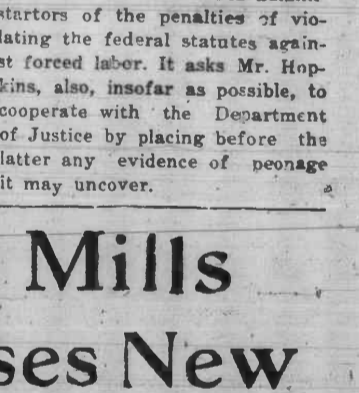 startors of the penalties of vio-
lating the federal statutes again-
st forced labor. It asks Mr. Hop-
kins, also, insofar as possible, to
cooperate with the Department
of Justice by placing before the
latter any evidence of peonage
it may uncover.
Mills
ses New